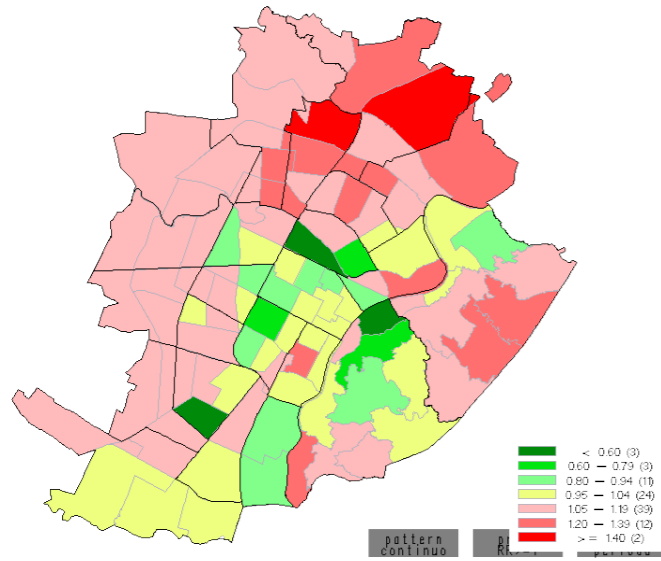 < 0.60 (3)
0.60 – 0.79 (3)
0.80 – 0.94 (11)
0.95 – 1.04 (24)
1.05 – 1.19 (39)
1.20 – 1.39 (12)
>= 1.40 (2)
pattern
continuo